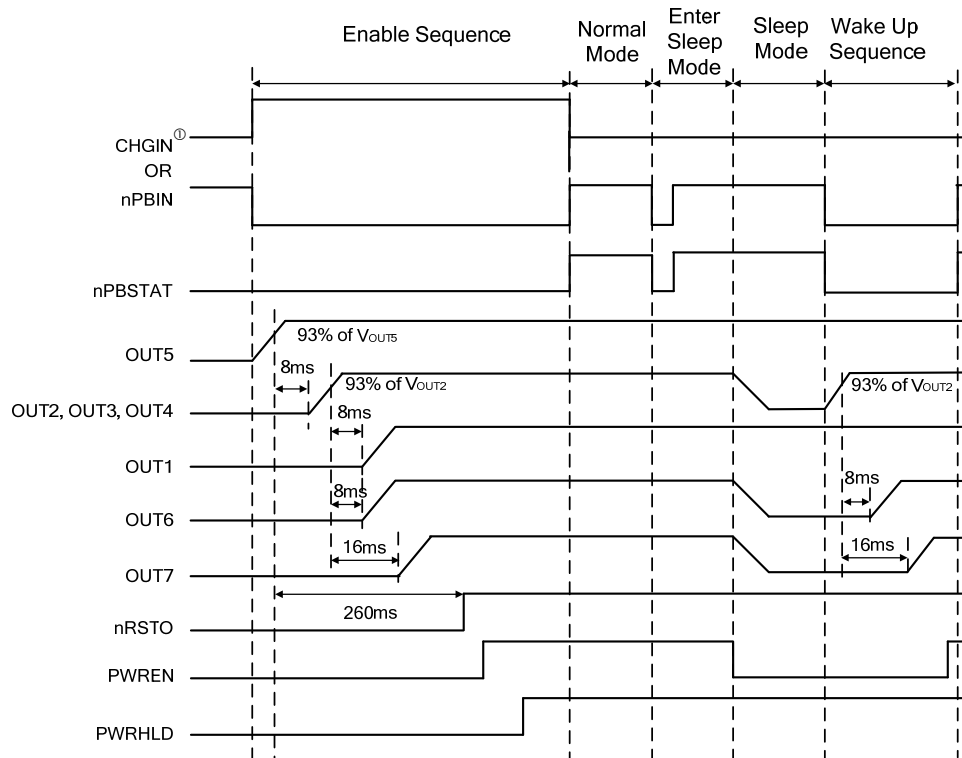 Enable Sequence
Normal
Mode
Enter
Sleep
Mode
Sleep
Mode
Wake Up
Sequence
CHGIN①
OR
nPBIN
nPBSTAT
93% of VOUT5
OUT5
8ms
93% of VOUT2
93% of VOUT2
OUT2, OUT3, OUT4
8ms
OUT1
8ms
8ms
OUT6
16ms
16ms
OUT7
260ms
nRSTO
PWREN
PWRHLD